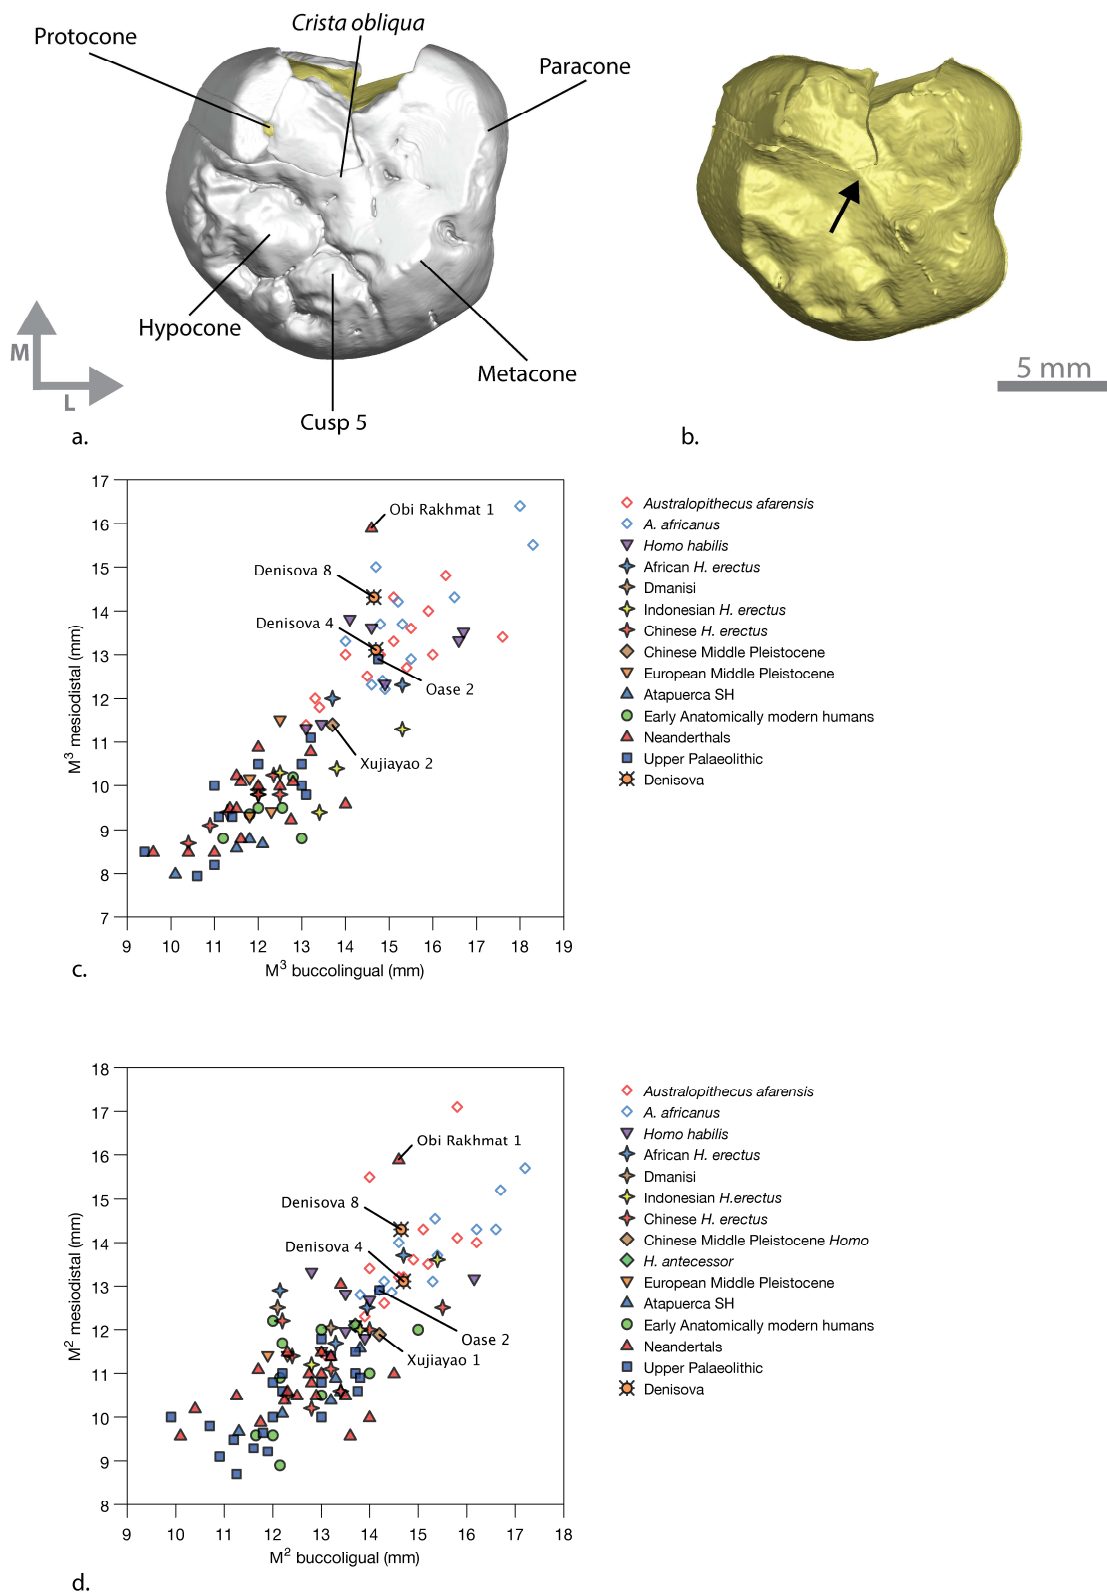 Crista obliqua
Protocone
Paracone
Hypocone
Metacone
Cusp 5
M
L
5 mm
a.
b.
17
16
15
14
13
12
11
10
9
8
7
M3 mesiodistal (mm)
Obi Rakhmat 1
Denisova 8
Denisova 4
Oase 2
Xujiayao 2
9 10 11 12 13 14 15 16 17 18 19
M3 buccolingual (mm)
c.
Australopithecus afarensis
A. africanus
Homo habilis
African H. erectus
Dmanisi
Indonesian H. erectus
Chinese H. erectus
Chinese Middle Pleistocene
European Middle Pleistocene
Atapuerca SH
Early Anatomically modern humans
Neanderthals
Upper Palaeolithic
Denisova
18
17
16
15
14
13
12
11
10
9
8
M2 mesiodistal (mm)
Obi Rakhmat 1
Denisova 8
Denisova 4
Oase 2
Xujiayao 1
9 10 11 12 13 14 15 16 17 18
M2 buccoligual (mm)
d.
Australopithecus afarensis
A. africanus
Homo habilis
African H. erectus
Dmanisi
Indonesian H.erectus
Chinese H. erectus
Chinese Middle Pleistocene Homo
H. antecessor
European Middle Pleistocene
Atapuerca SH
Early Anatomically modern humans
Neandertals
Upper Palaeolithic
Denisova